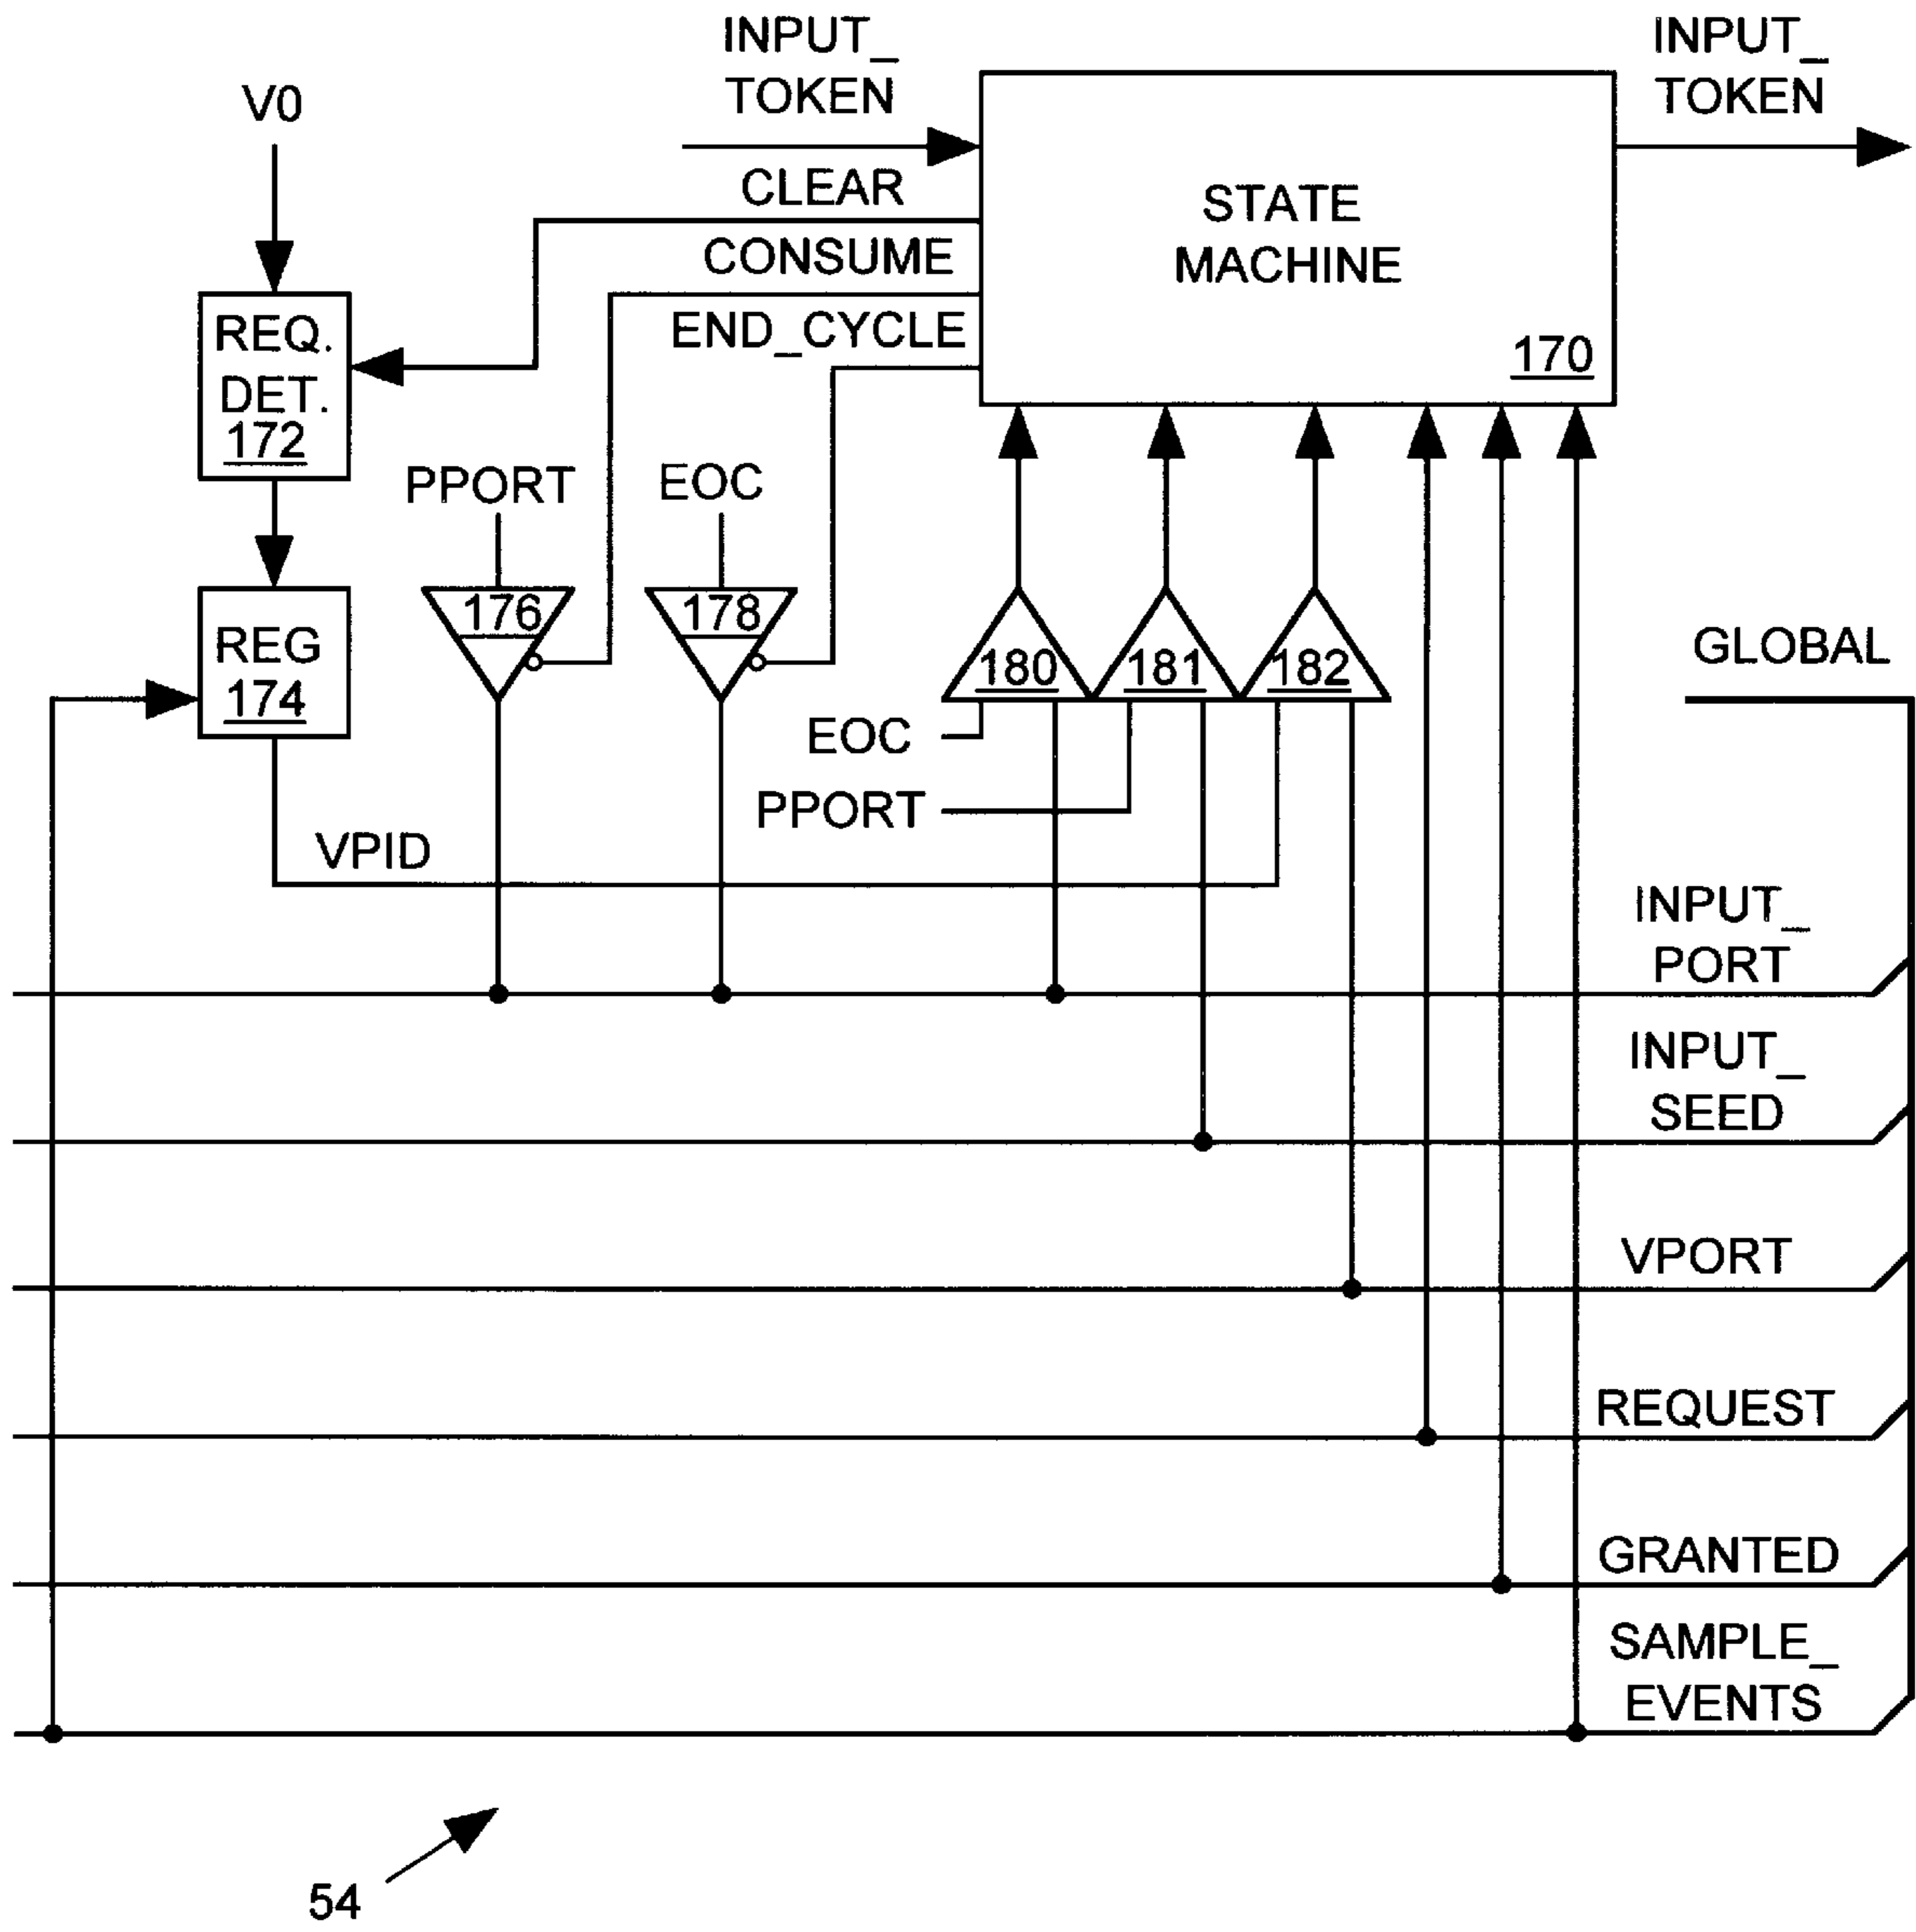 INPUT_
TOKEN
INPUT_
TOKEN
V0
CLEAR
STATE
MACHINE
170
CONSUME
END_CYCLE
REQ.
DET.
172
PPORT
EOC
176
178
REG
174
180
181
182
GLOBAL
EOC
PPORT
VPID
INPUT_
PORT
INPUT_
SEED
VPORT
REQUEST
GRANTED
SAMPLE_
EVENTS
54